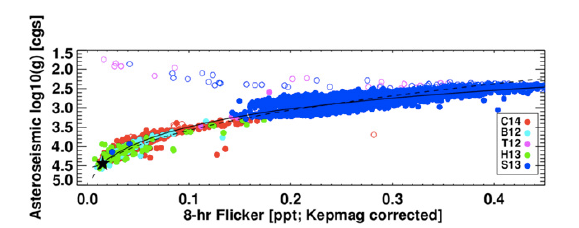 Asteroseismic log10(g) [cgs]
1.5
2.0
2.5
3.0
3.5
4.0
4.5
5.0
C14
B12
T12
H13
S13
0.0 0.1 0.2 0.3 0.4
8-hr Flicker [ppt; Kepmag corrected]